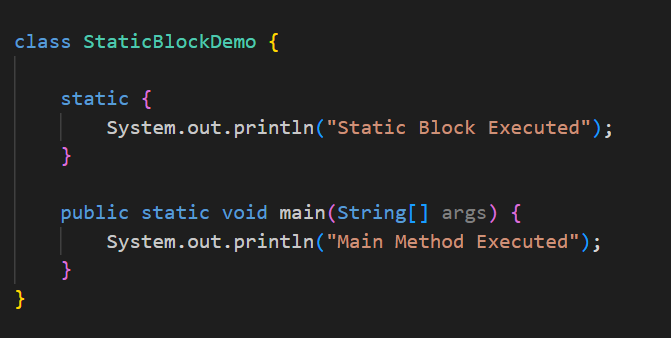 class StaticBlockDemo {
    static {
        System.out.println("Static Block Executed");
    }
    public static void main(String[] args) {
        System.out.println("Main Method Executed");
    }
}